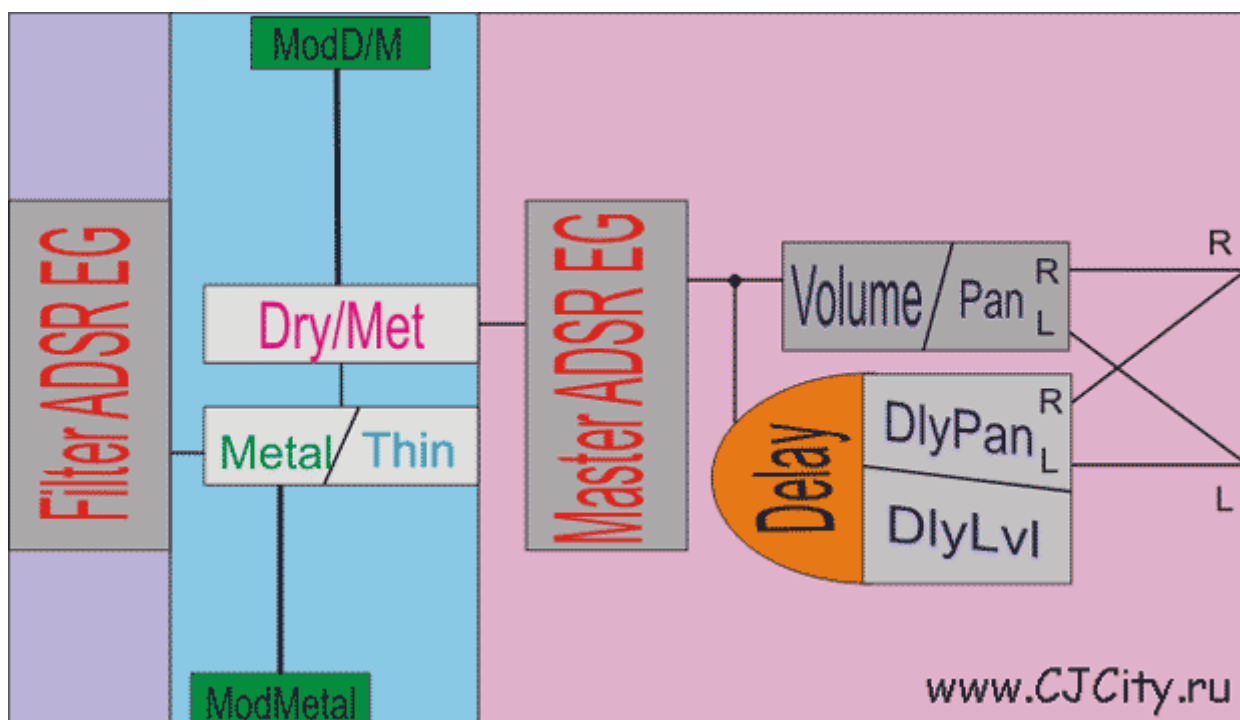 ModD/M
Filter ADSR EG
Dry/Met
Metal/Thin
ModMetal
Master ADSR EG
Volume/Pan
R
L
R
Delay
DlyPan
R
L
DlyLvl
L
www.CJCity.ru